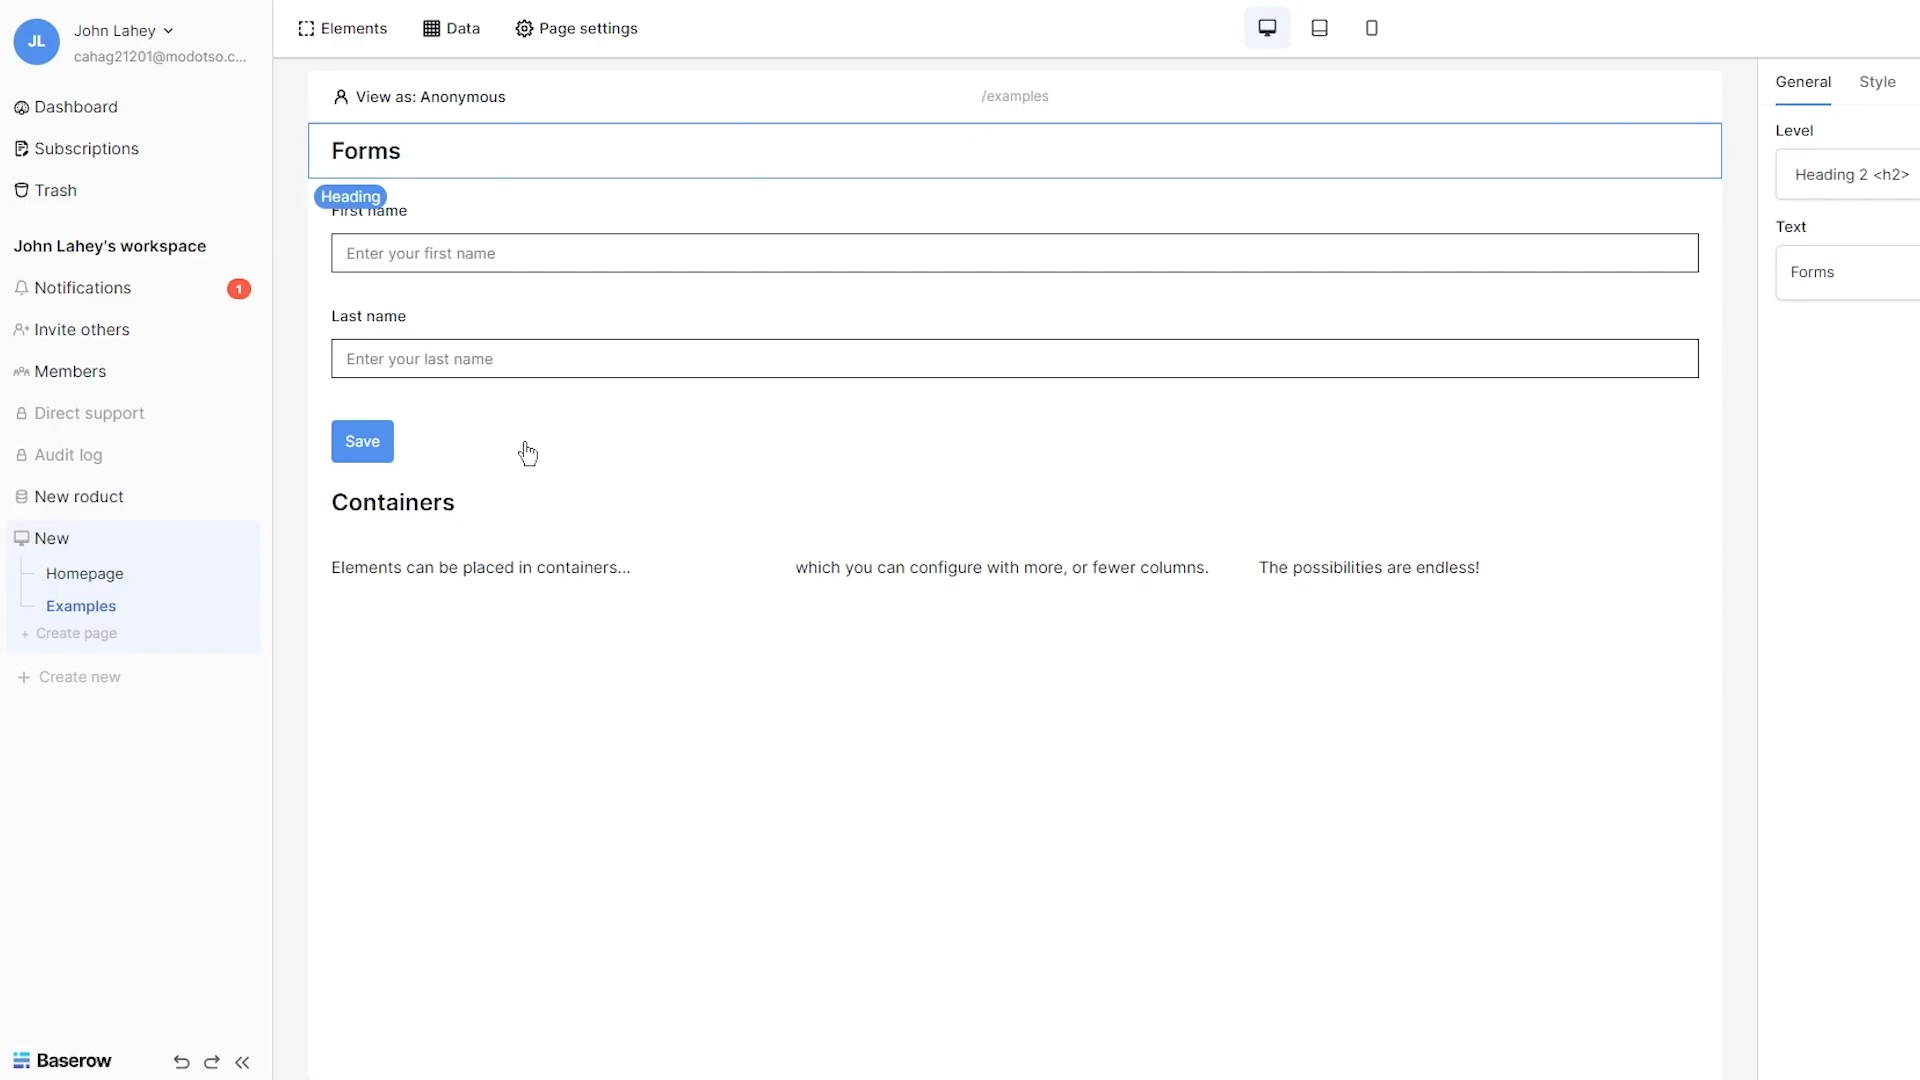 JL
John Lahey
cahag21201@modotso.c...
Dashboard
Subscriptions
Trash
John Lahey's workspace
Notifications
1
Invite others
Members
Direct support
Audit log
New roduct
New
Homepage
Examples
+ Create page
+ Create new
Baserow
Elements
Data
Page settings
View as: Anonymous
/examples
Forms
Heading
First name
Enter your first name
Last name
Enter your last name
Save
Containers
Elements can be placed in containers...
which you can configure with more, or fewer columns.
The possibilities are endless!
General
Style
Level
Heading 2 <h2>
Text
Forms